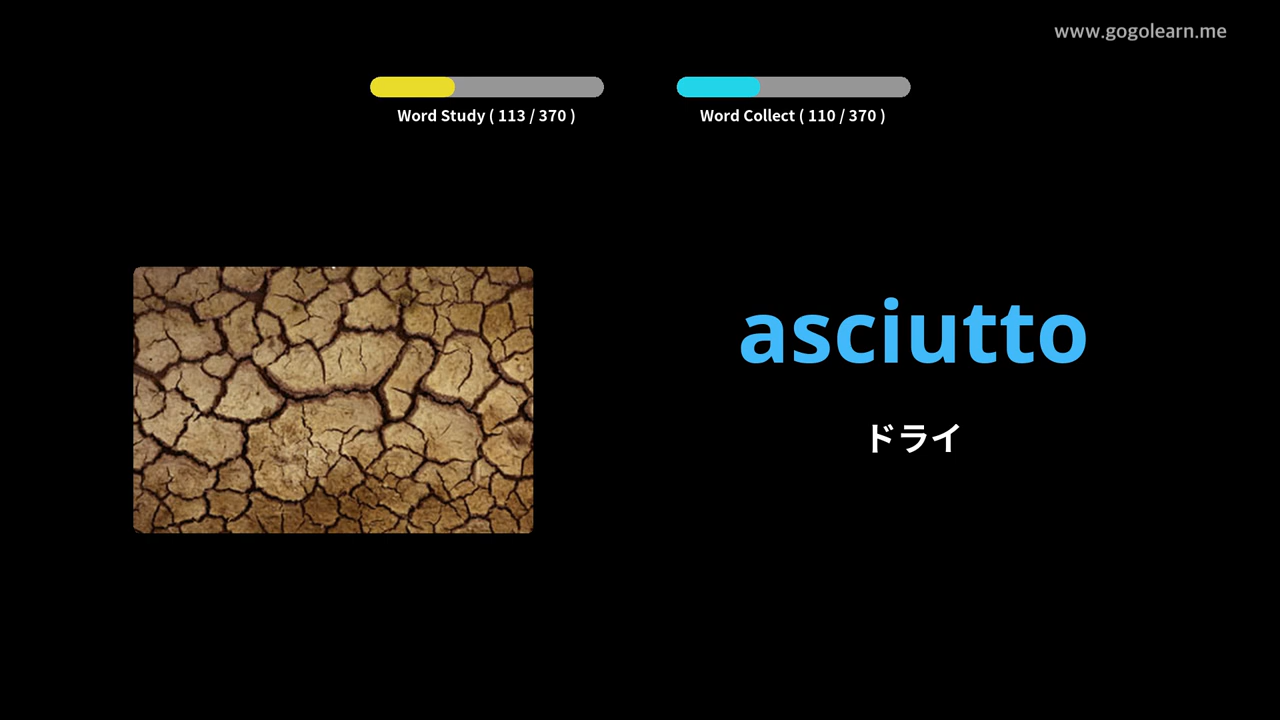 www.gogolearn.me
Word Study ( 113 / 370 )
Word Collect ( 110 / 370 )
asciutto
ドライ